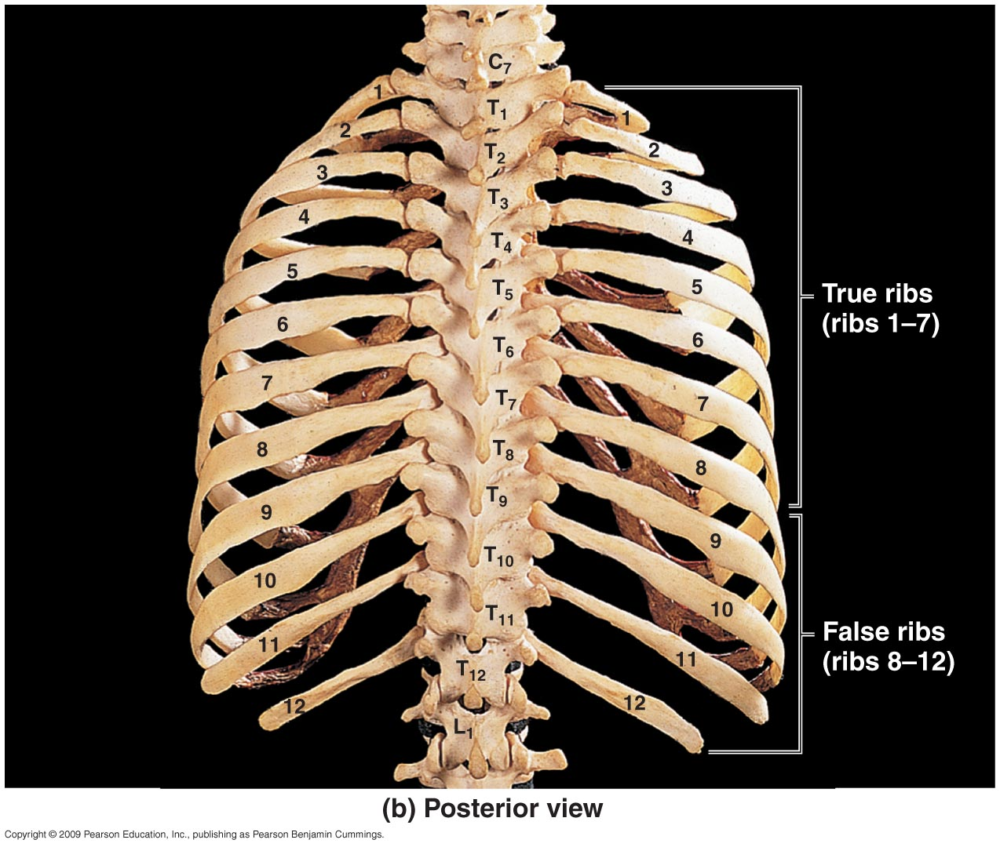 C7
1
T1
1
2
T2
2
3
T3
3
4
T4
4
5
T5
5
6
T6
6
7
T7
7
8
T8
8
9
T9
9
10
T10
10
11
T11
11
12
T12
12
L1
True ribs
(ribs 1–7)
False ribs
(ribs 8–12)
(b) Posterior view
Copyright © 2009 Pearson Education, Inc., publishing as Pearson Benjamin Cummings.